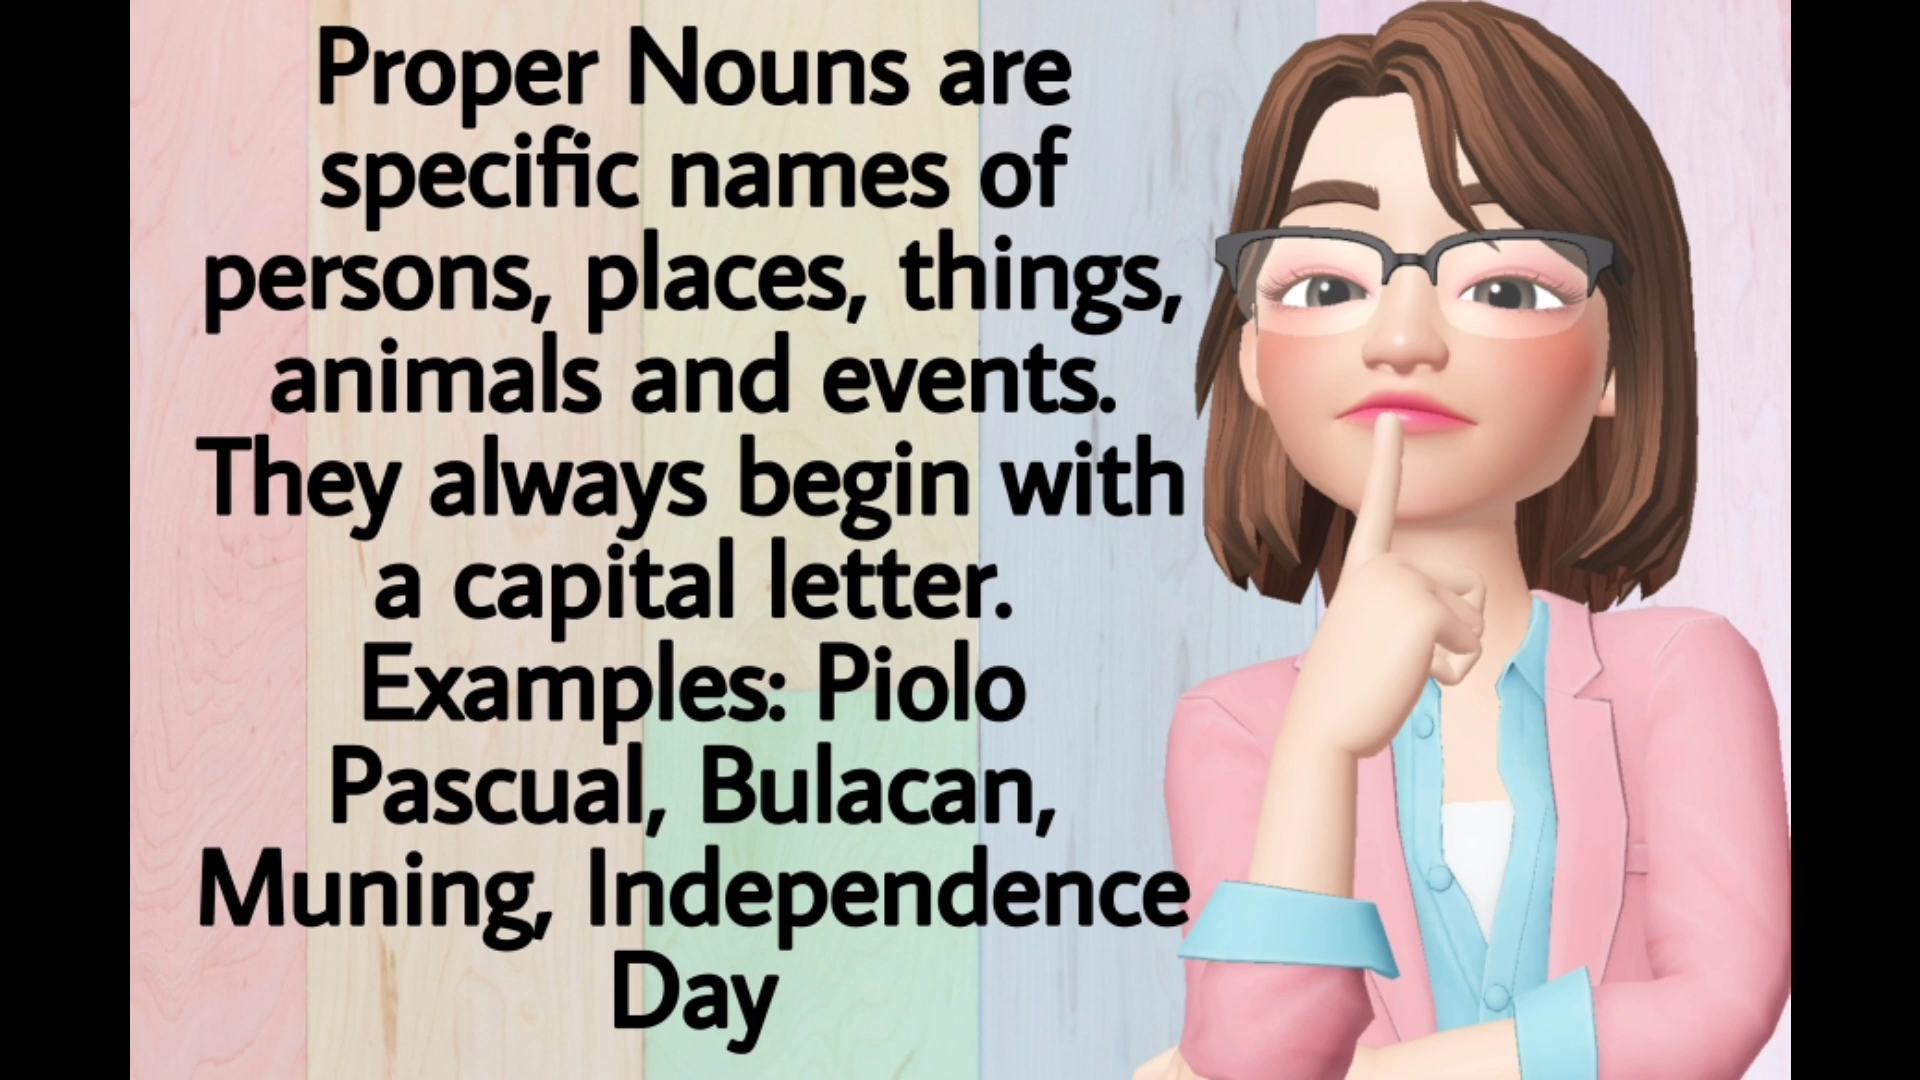 Proper Nouns are
specific names of
persons, places, things,
animals and events.
They always begin with
a capital letter.
Examples: Piolo
Pascual, Bulacan,
Muning, Independence
Day